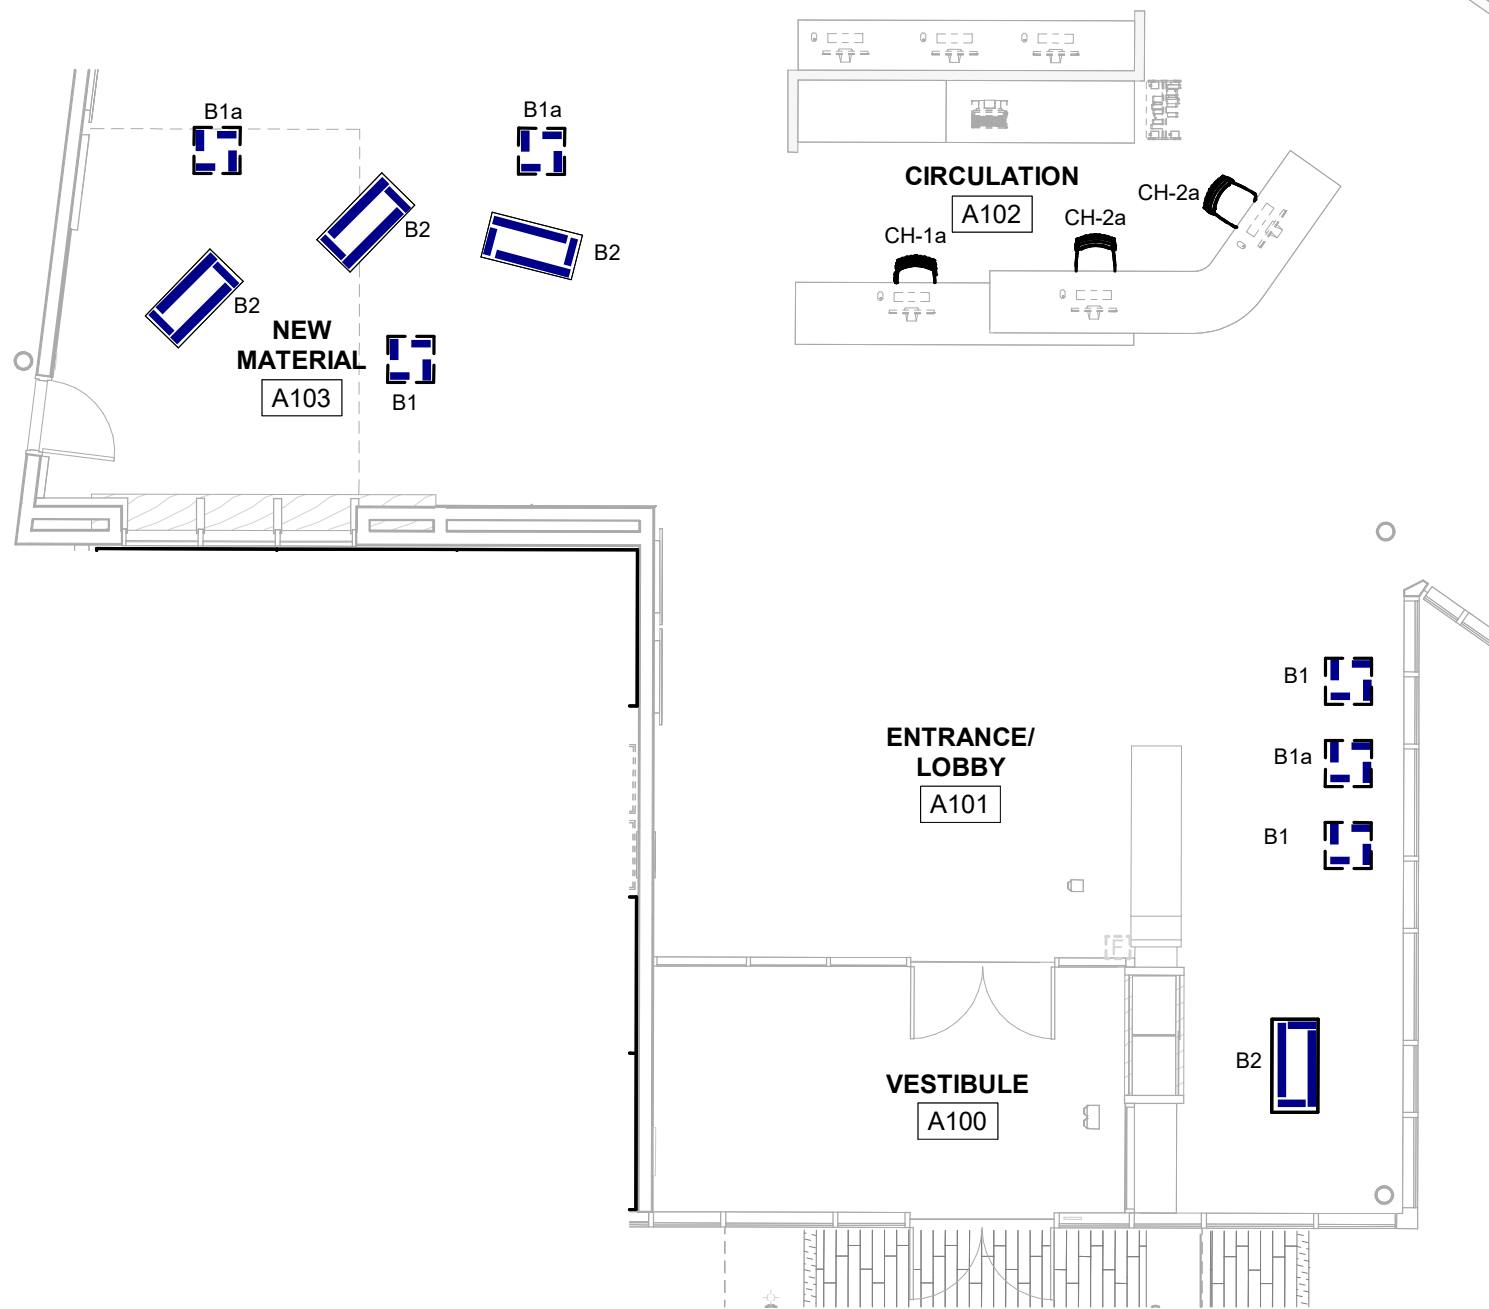 B1a
B1a
CIRCULATION
A102
CH-2a
CH-2a
CH-1a
B2
B2
B2
NEW
MATERIAL
A103
B1
B1
ENTRANCE/
LOBBY
A101
B1a
B1
F
B2
VESTIBULE
A100